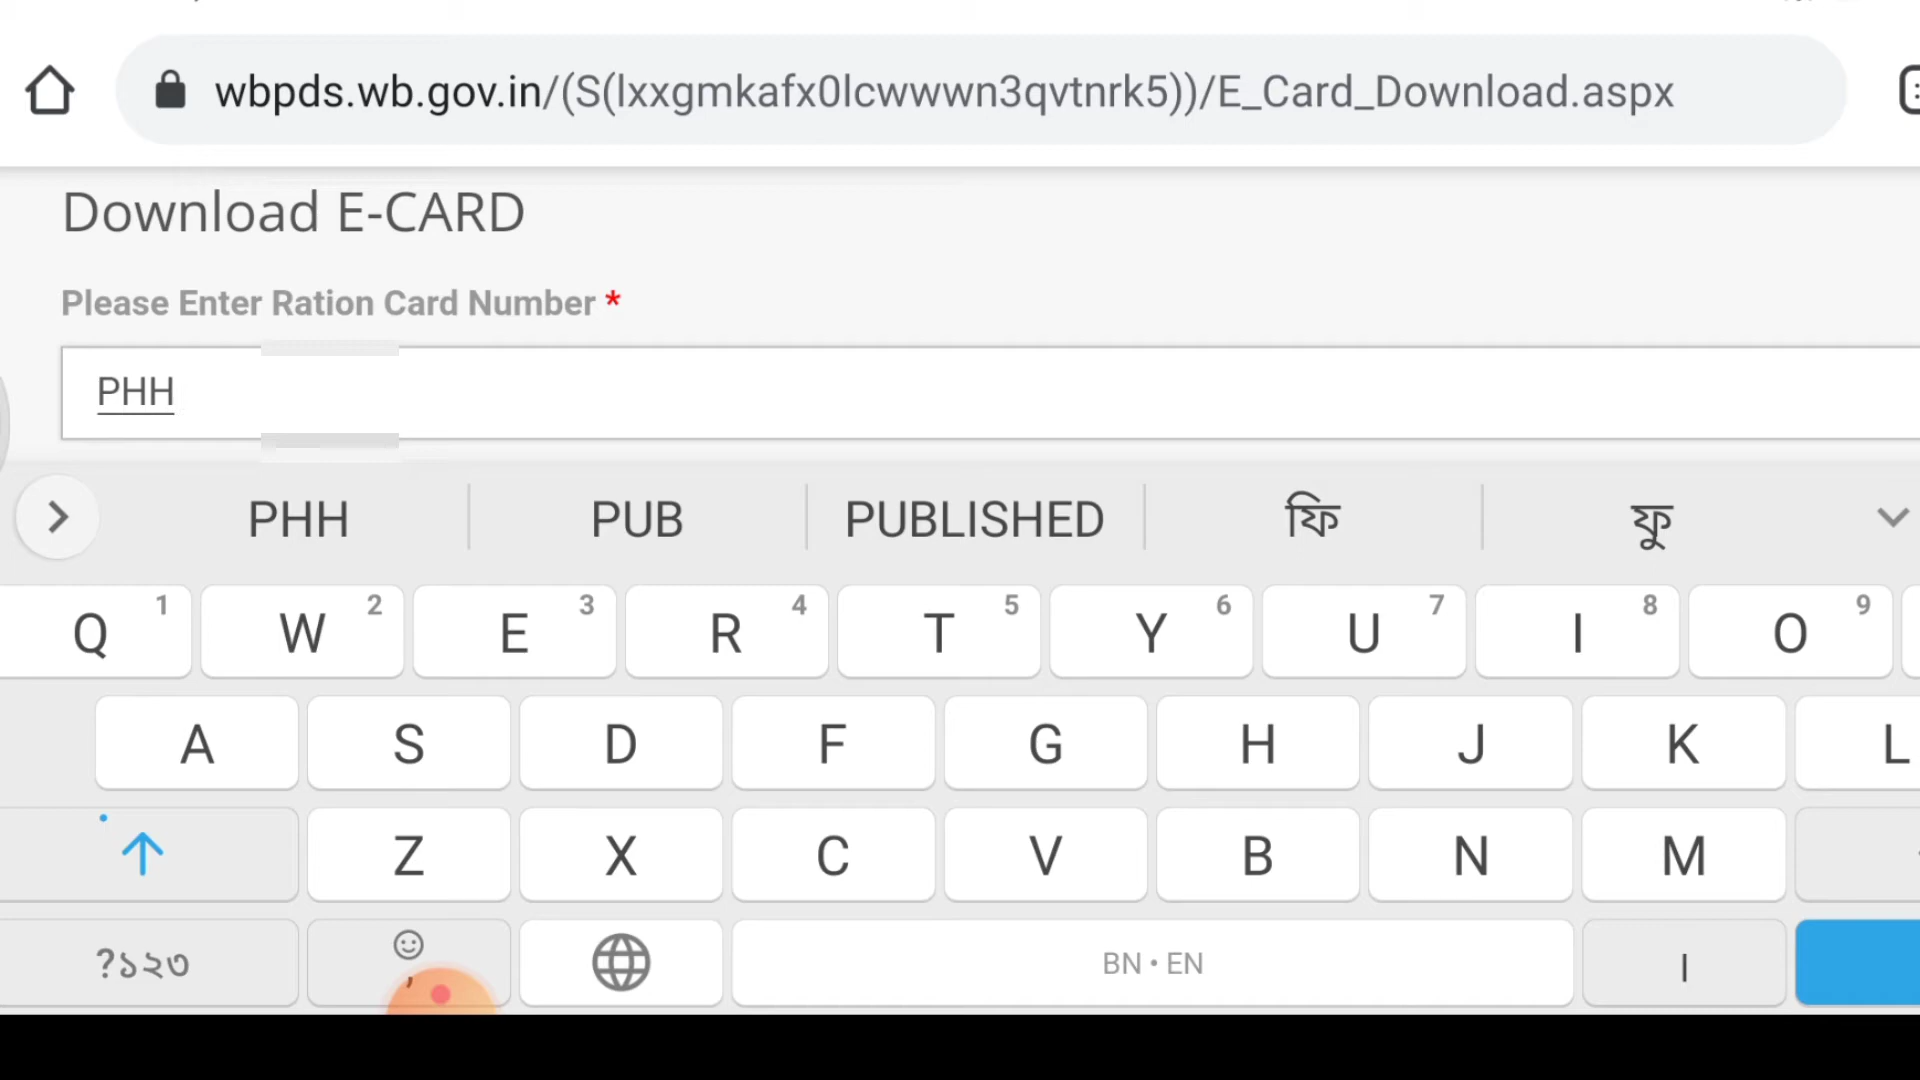 wbpds.wb.gov.in/(S(lxxgmkafx0lcwwwn3qvtnrk5))/E_Card_Download.aspx
Download E-CARD
Please Enter Ration Card Number *
PHH
PHH PUB PUBLISHED ফি ফু
Q 1 W 2 E 3 R 4 T 5 Y 6 U 7 I 8 O 9
A S D F G H J K L
Z X C V B N M
?১২৩ , BN • EN ।